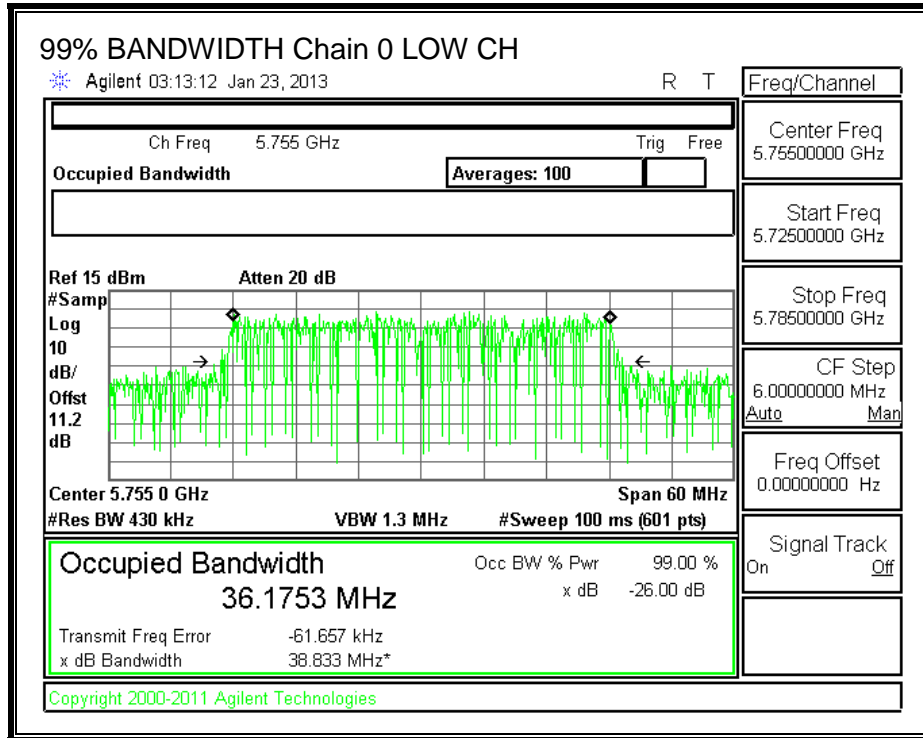 99% BANDWIDTH Chain 0 LOW CH
Agilent 03:13:12 Jan 23, 2013 R T
Freq/Channel
Ch Freq 5.755 GHz Trig Free
Occupied Bandwidth Averages: 100
Center Freq
5.75500000 GHz
Start Freq
5.72500000 GHz
Stop Freq
5.78500000 GHz
CF Step
6.00000000 MHz
Auto Man
Freq Offset
0.00000000 Hz
Signal Track
On Off
Ref 15 dBm Atten 20 dB
#Samp
Log
10
dB/
Offst
11.2
dB
Center 5.755 0 GHz Span 60 MHz
#Res BW 430 kHz VBW 1.3 MHz #Sweep 100 ms (601 pts)
Occupied Bandwidth Occ BW % Pwr 99.00 %
36.1753 MHz x dB -26.00 dB
Transmit Freq Error -61.657 kHz
x dB Bandwidth 38.833 MHz*
Copyright 2000-2011 Agilent Technologies